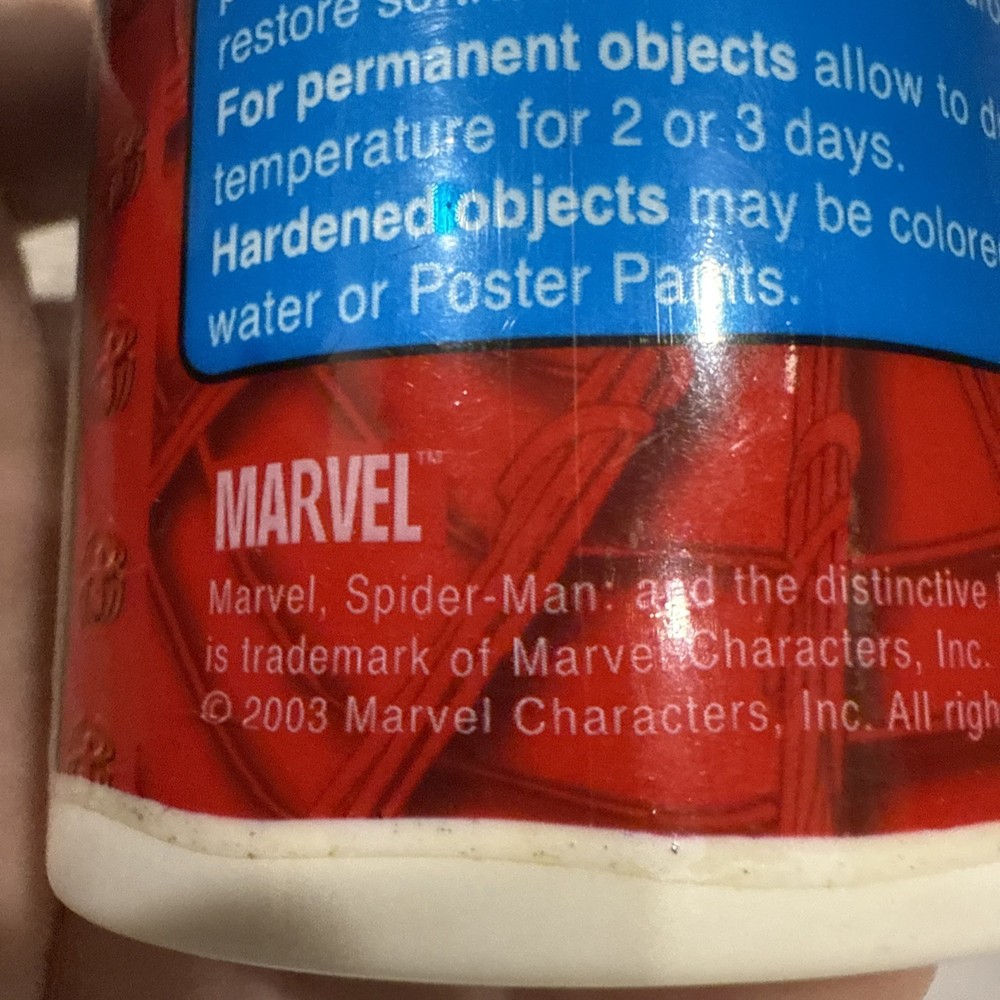 restore
For permanent objects allow to
temperature for 2 or 3 days.
Hardened objects may be colore
water or Poster Paints.
MARVEL™
Marvel, Spider-Man: and the distinctive
is trademark of Marvel Characters, Inc.
© 2003 Marvel Characters, Inc. All righ